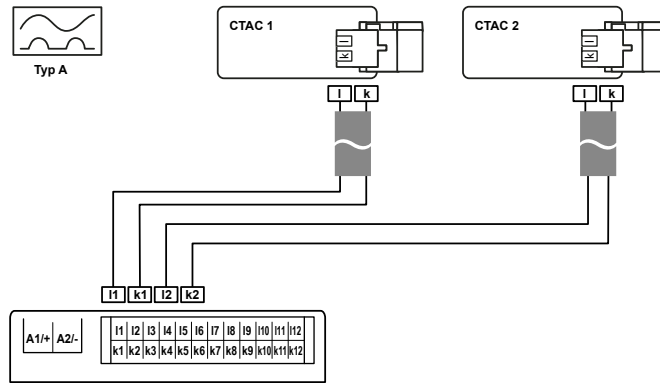 CTAC 1
l
k
CTAC 2
l
k
Typ A
l k
l k
l1 k1 l2 k2
A1/+ A2/-
l1 l2 l3 l4 l5 l6 l7 l8 l9 l10 l11 l12
k1 k2 k3 k4 k5 k6 k7 k8 k9 k10 k11 k12